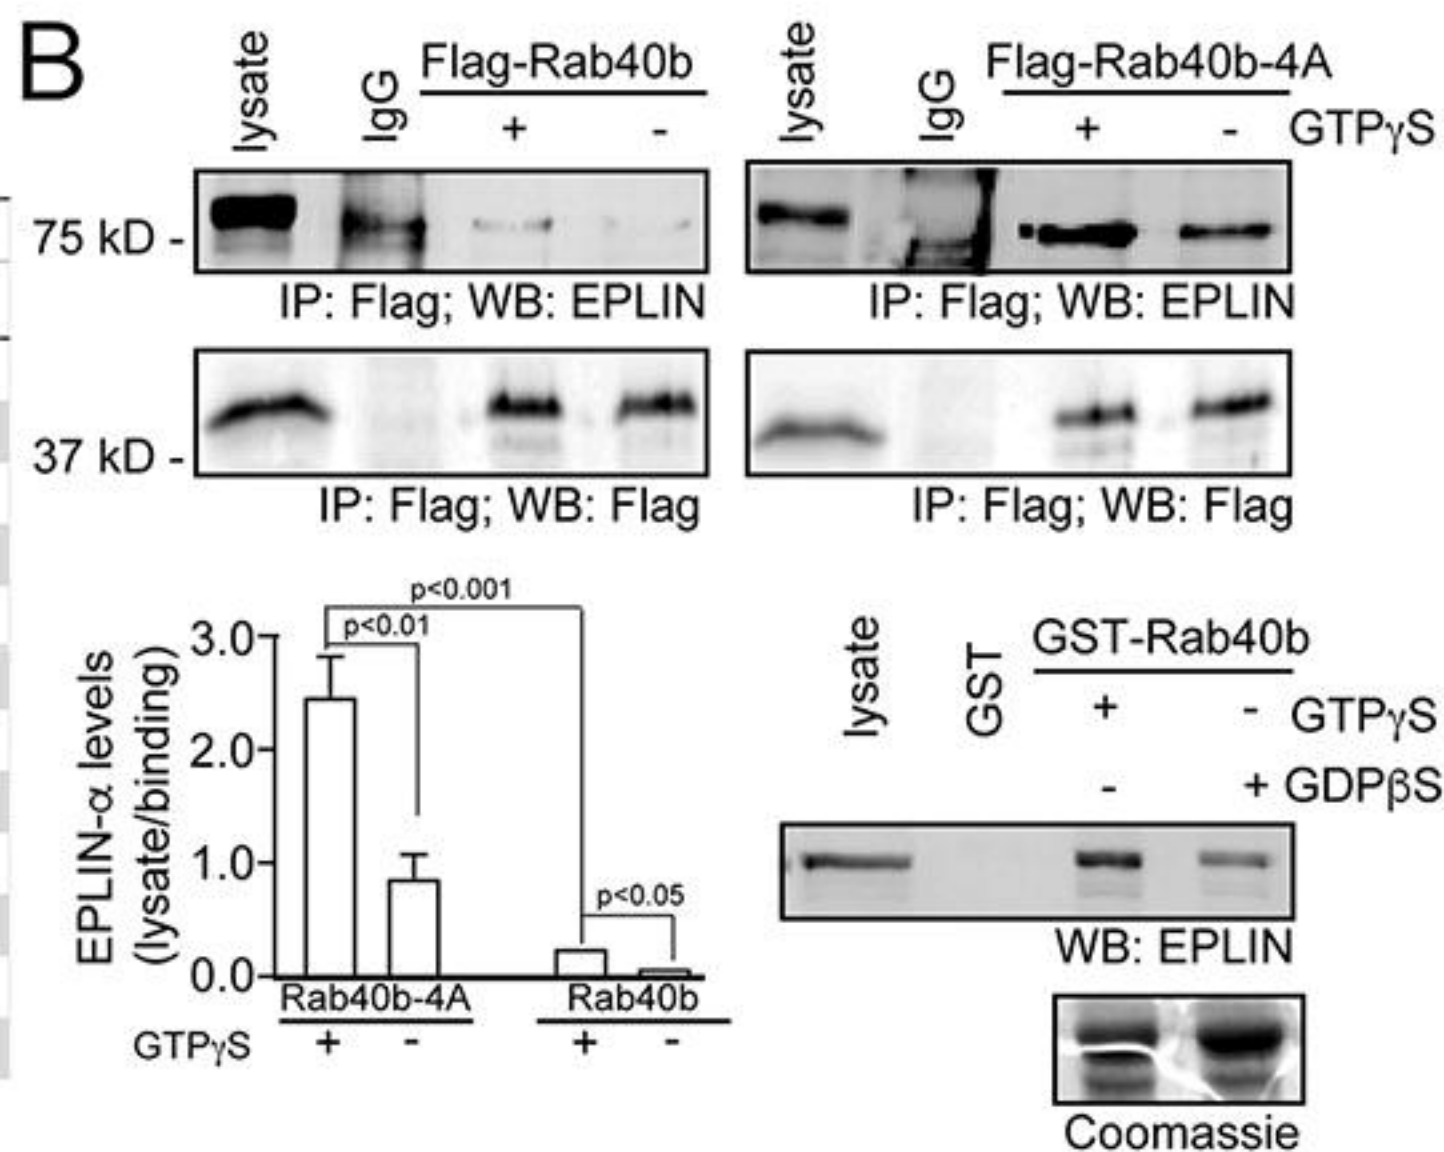 B
lysate
IgG
Flag-Rab40b
+ -
lysate
IgG
Flag-Rab40b-4A
+ - GTPγS
75 kD -
IP: Flag; WB: EPLIN
IP: Flag; WB: EPLIN
37 kD -
IP: Flag; WB: Flag
IP: Flag; WB: Flag
p<0.001
p<0.01
p<0.05
EPLIN-α levels
(lysate/binding)
3.0
2.0
1.0
0.0
Rab40b-4A Rab40b
GTPγS + - + -
lysate
GST
GST-Rab40b
+ - GTPγS
- + GDPβS
WB: EPLIN
Coomassie